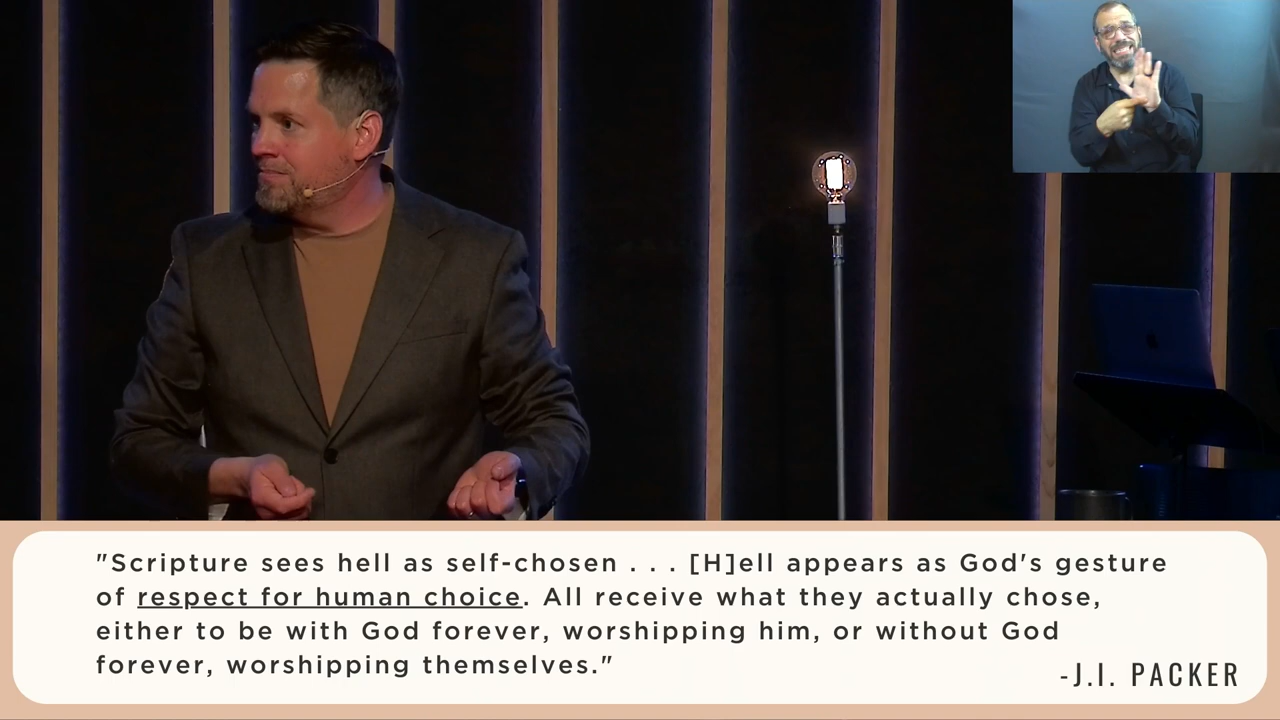 "Scripture sees hell as self-chosen . . . [H]ell appears as God's gesture
of respect for human choice. All receive what they actually chose,
either to be with God forever, worshipping him, or without God
forever, worshipping themselves."
-J.I. PACKER